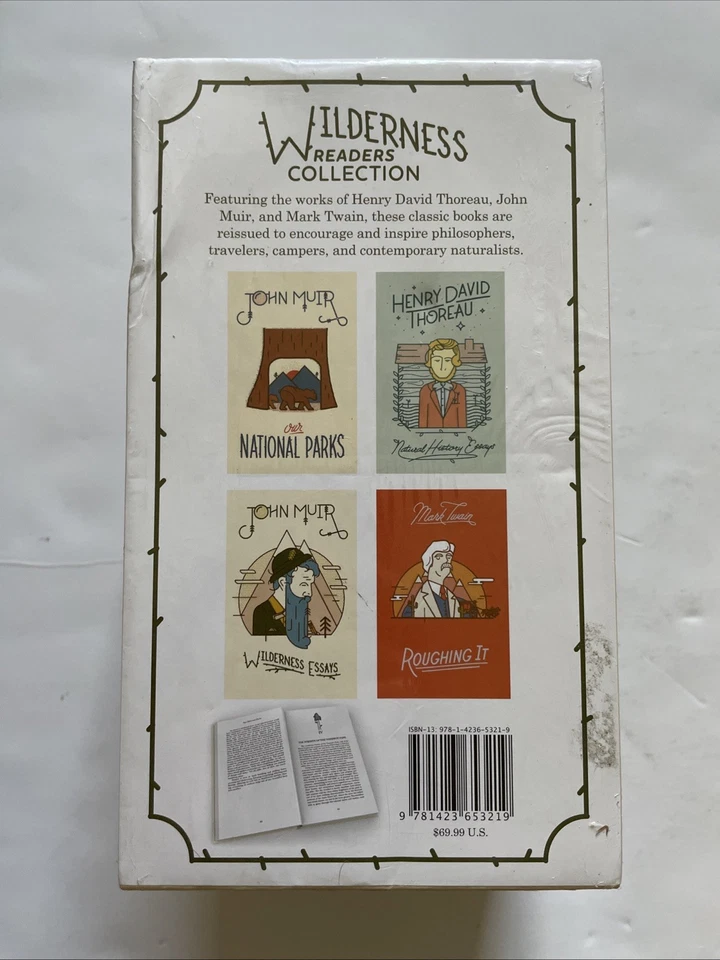 WILDERNESS
READERS
COLLECTION
Featuring the works of Henry David Thoreau, John
Muir, and Mark Twain, these classic books are
reissued to encourage and inspire philosophers,
travelers, campers, and contemporary naturalists.
JOHN MUIR
our
NATIONAL PARKS
HENRY DAVID
THOREAU
Natural History Essays
JOHN MUIR
WILDERNESS ESSAYS
Mark Twain
ROUGHING IT
ISBN-13: 978-1-4236-5321-9
9 781423 653219
$69.99 U.S.